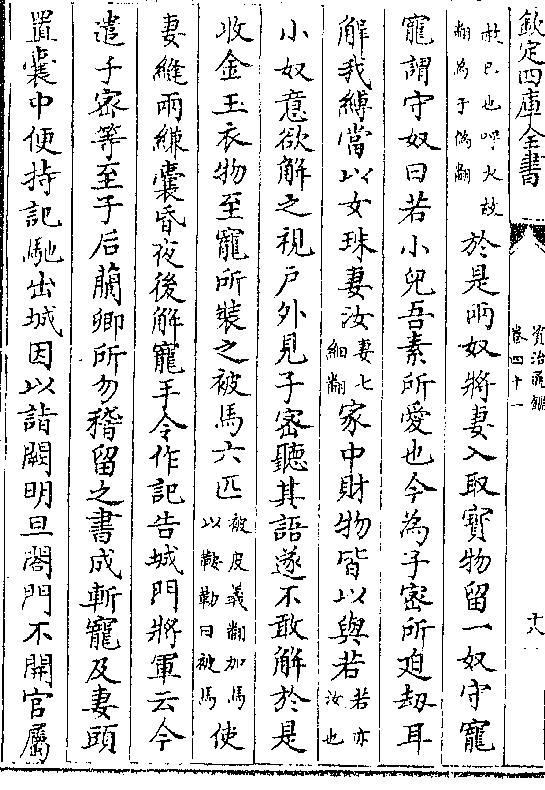 欽定四庫全書
資治通鑑
卷四十一
十八
故已也呼火故
翻為于偽翻
於是兩奴將妻入取寶物留一奴守寵
寵謂守奴曰若小兒吾素所愛也今為子密所迫劫耳
解我縛當以女珠妻汝
妻七
細翻
家中財物皆以與若
若亦
汝也
小奴意欲解之視戶外見子密聽其語遂不敢解於是
收金玉衣物至寵所裝之被馬六匹
被皮義翻加馬
以鞍勒曰被馬
使
妻縫兩縑囊昏夜後解寵手令作記告城門將軍云今
遣子密等至子后蘭卿所勿稽留之書成斬寵及妻頭
置囊中便持記馳出城因以詣闕明旦閤門不開官屬